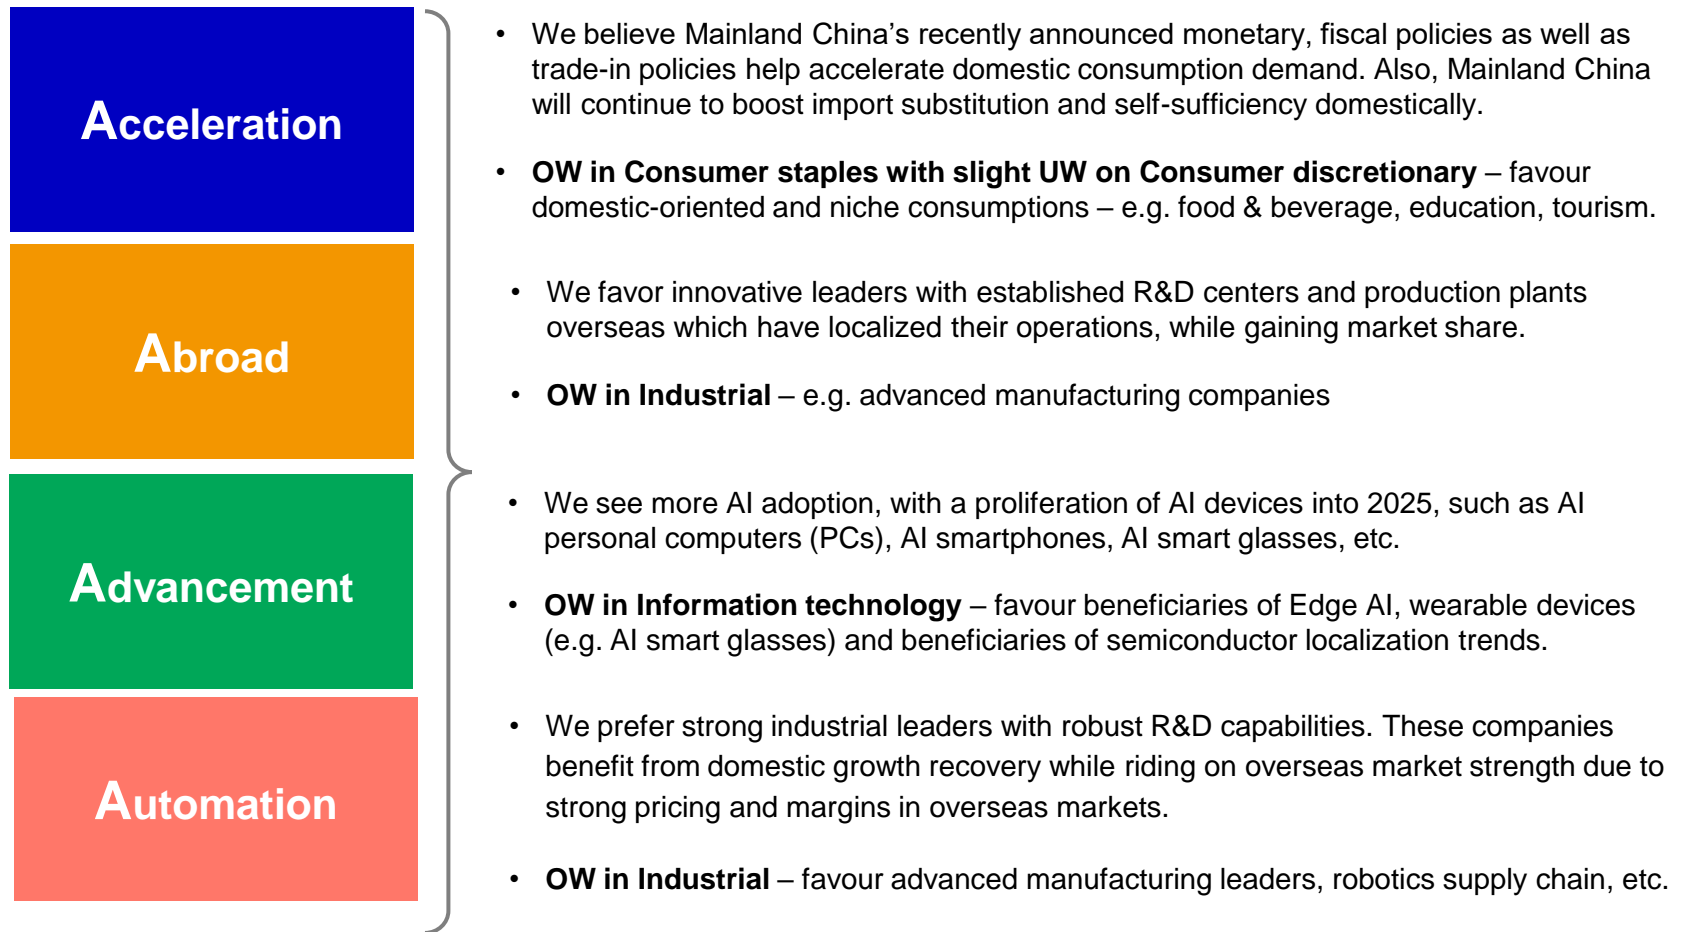 Acceleration
• We believe Mainland China’s recently announced monetary, fiscal policies as well as
trade-in policies help accelerate domestic consumption demand. Also, Mainland China
will continue to boost import substitution and self-sufficiency domestically.
• OW in Consumer staples with slight UW on Consumer discretionary – favour
domestic-oriented and niche consumptions – e.g. food & beverage, education, tourism.
Abroad
• We favor innovative leaders with established R&D centers and production plants
overseas which have localized their operations, while gaining market share.
• OW in Industrial – e.g. advanced manufacturing companies
Advancement
• We see more AI adoption, with a proliferation of AI devices into 2025, such as AI
personal computers (PCs), AI smartphones, AI smart glasses, etc.
• OW in Information technology – favour beneficiaries of Edge AI, wearable devices
(e.g. AI smart glasses) and beneficiaries of semiconductor localization trends.
Automation
• We prefer strong industrial leaders with robust R&D capabilities. These companies
benefit from domestic growth recovery while riding on overseas market strength due to
strong pricing and margins in overseas markets.
• OW in Industrial – favour advanced manufacturing leaders, robotics supply chain, etc.